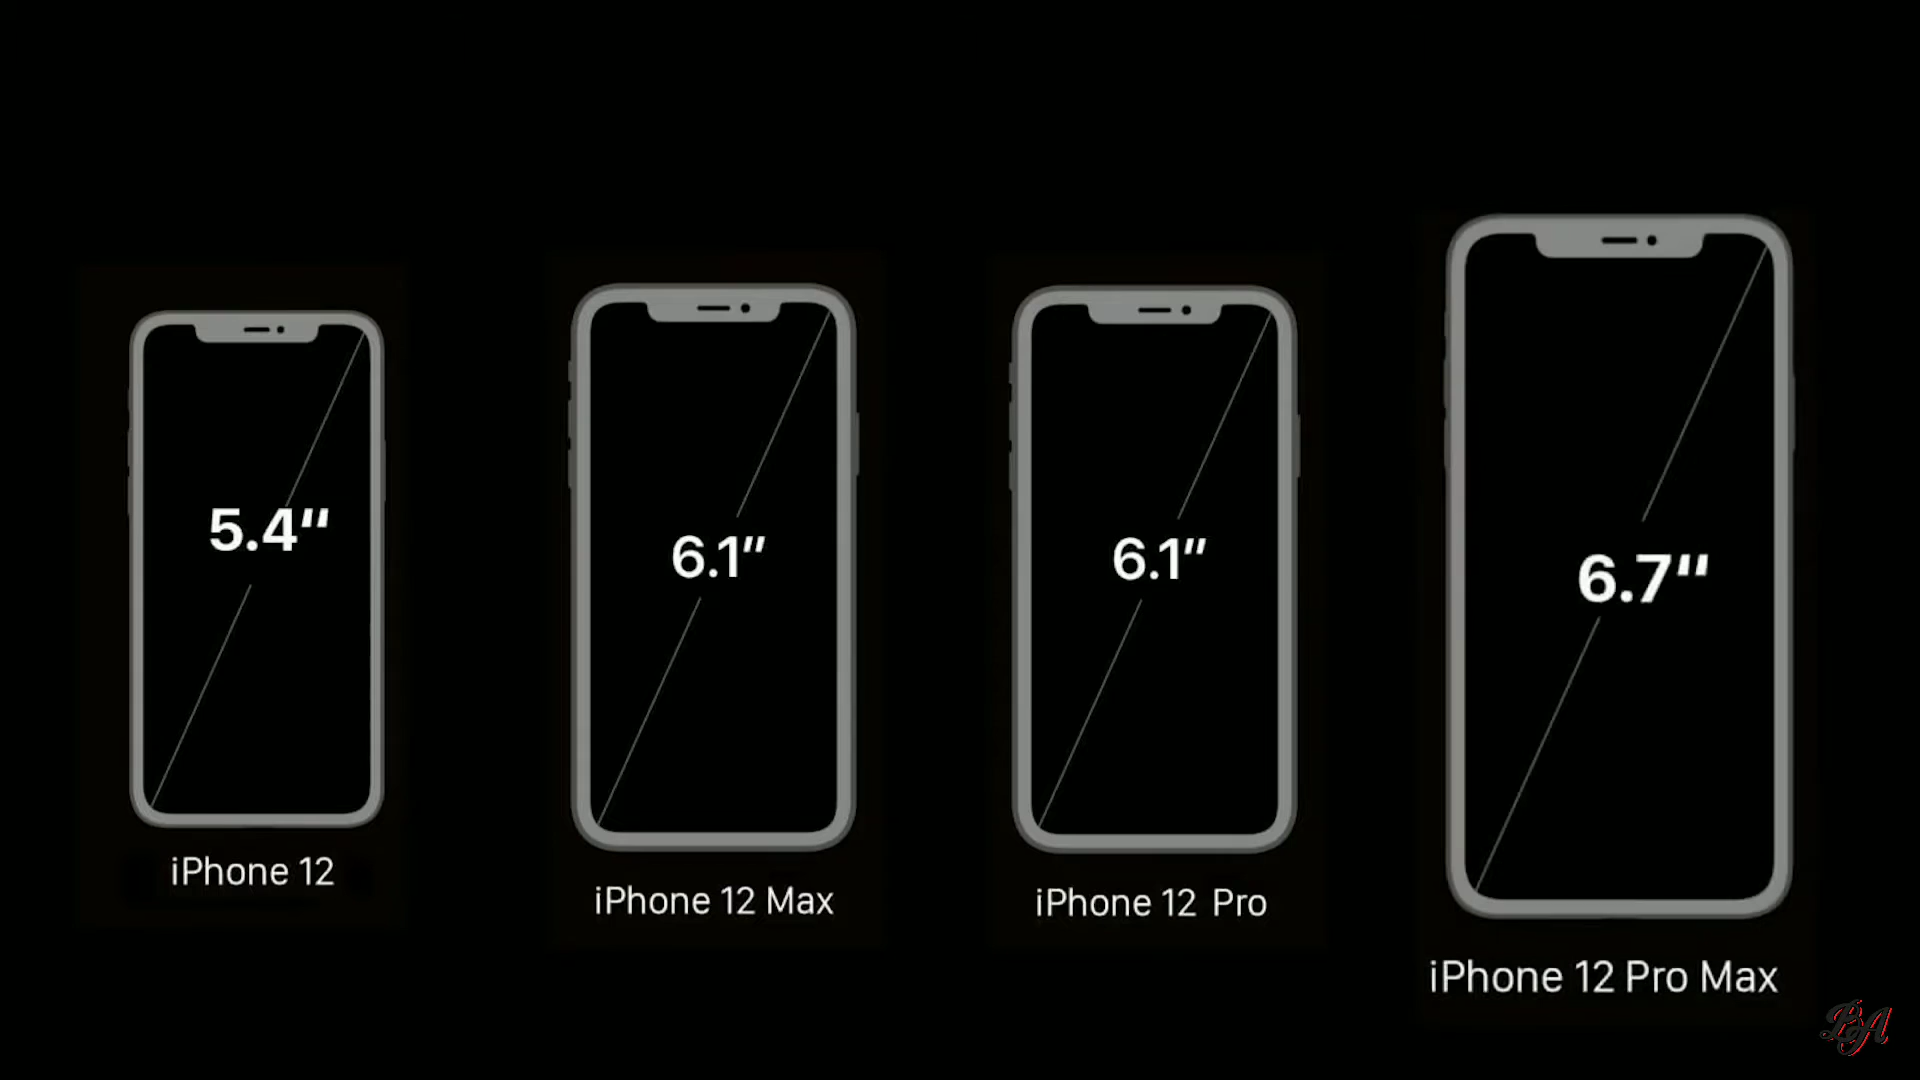 5.4"
6.1"
6.1"
6.7"
iPhone 12
iPhone 12 Max
iPhone 12 Pro
iPhone 12 Pro Max